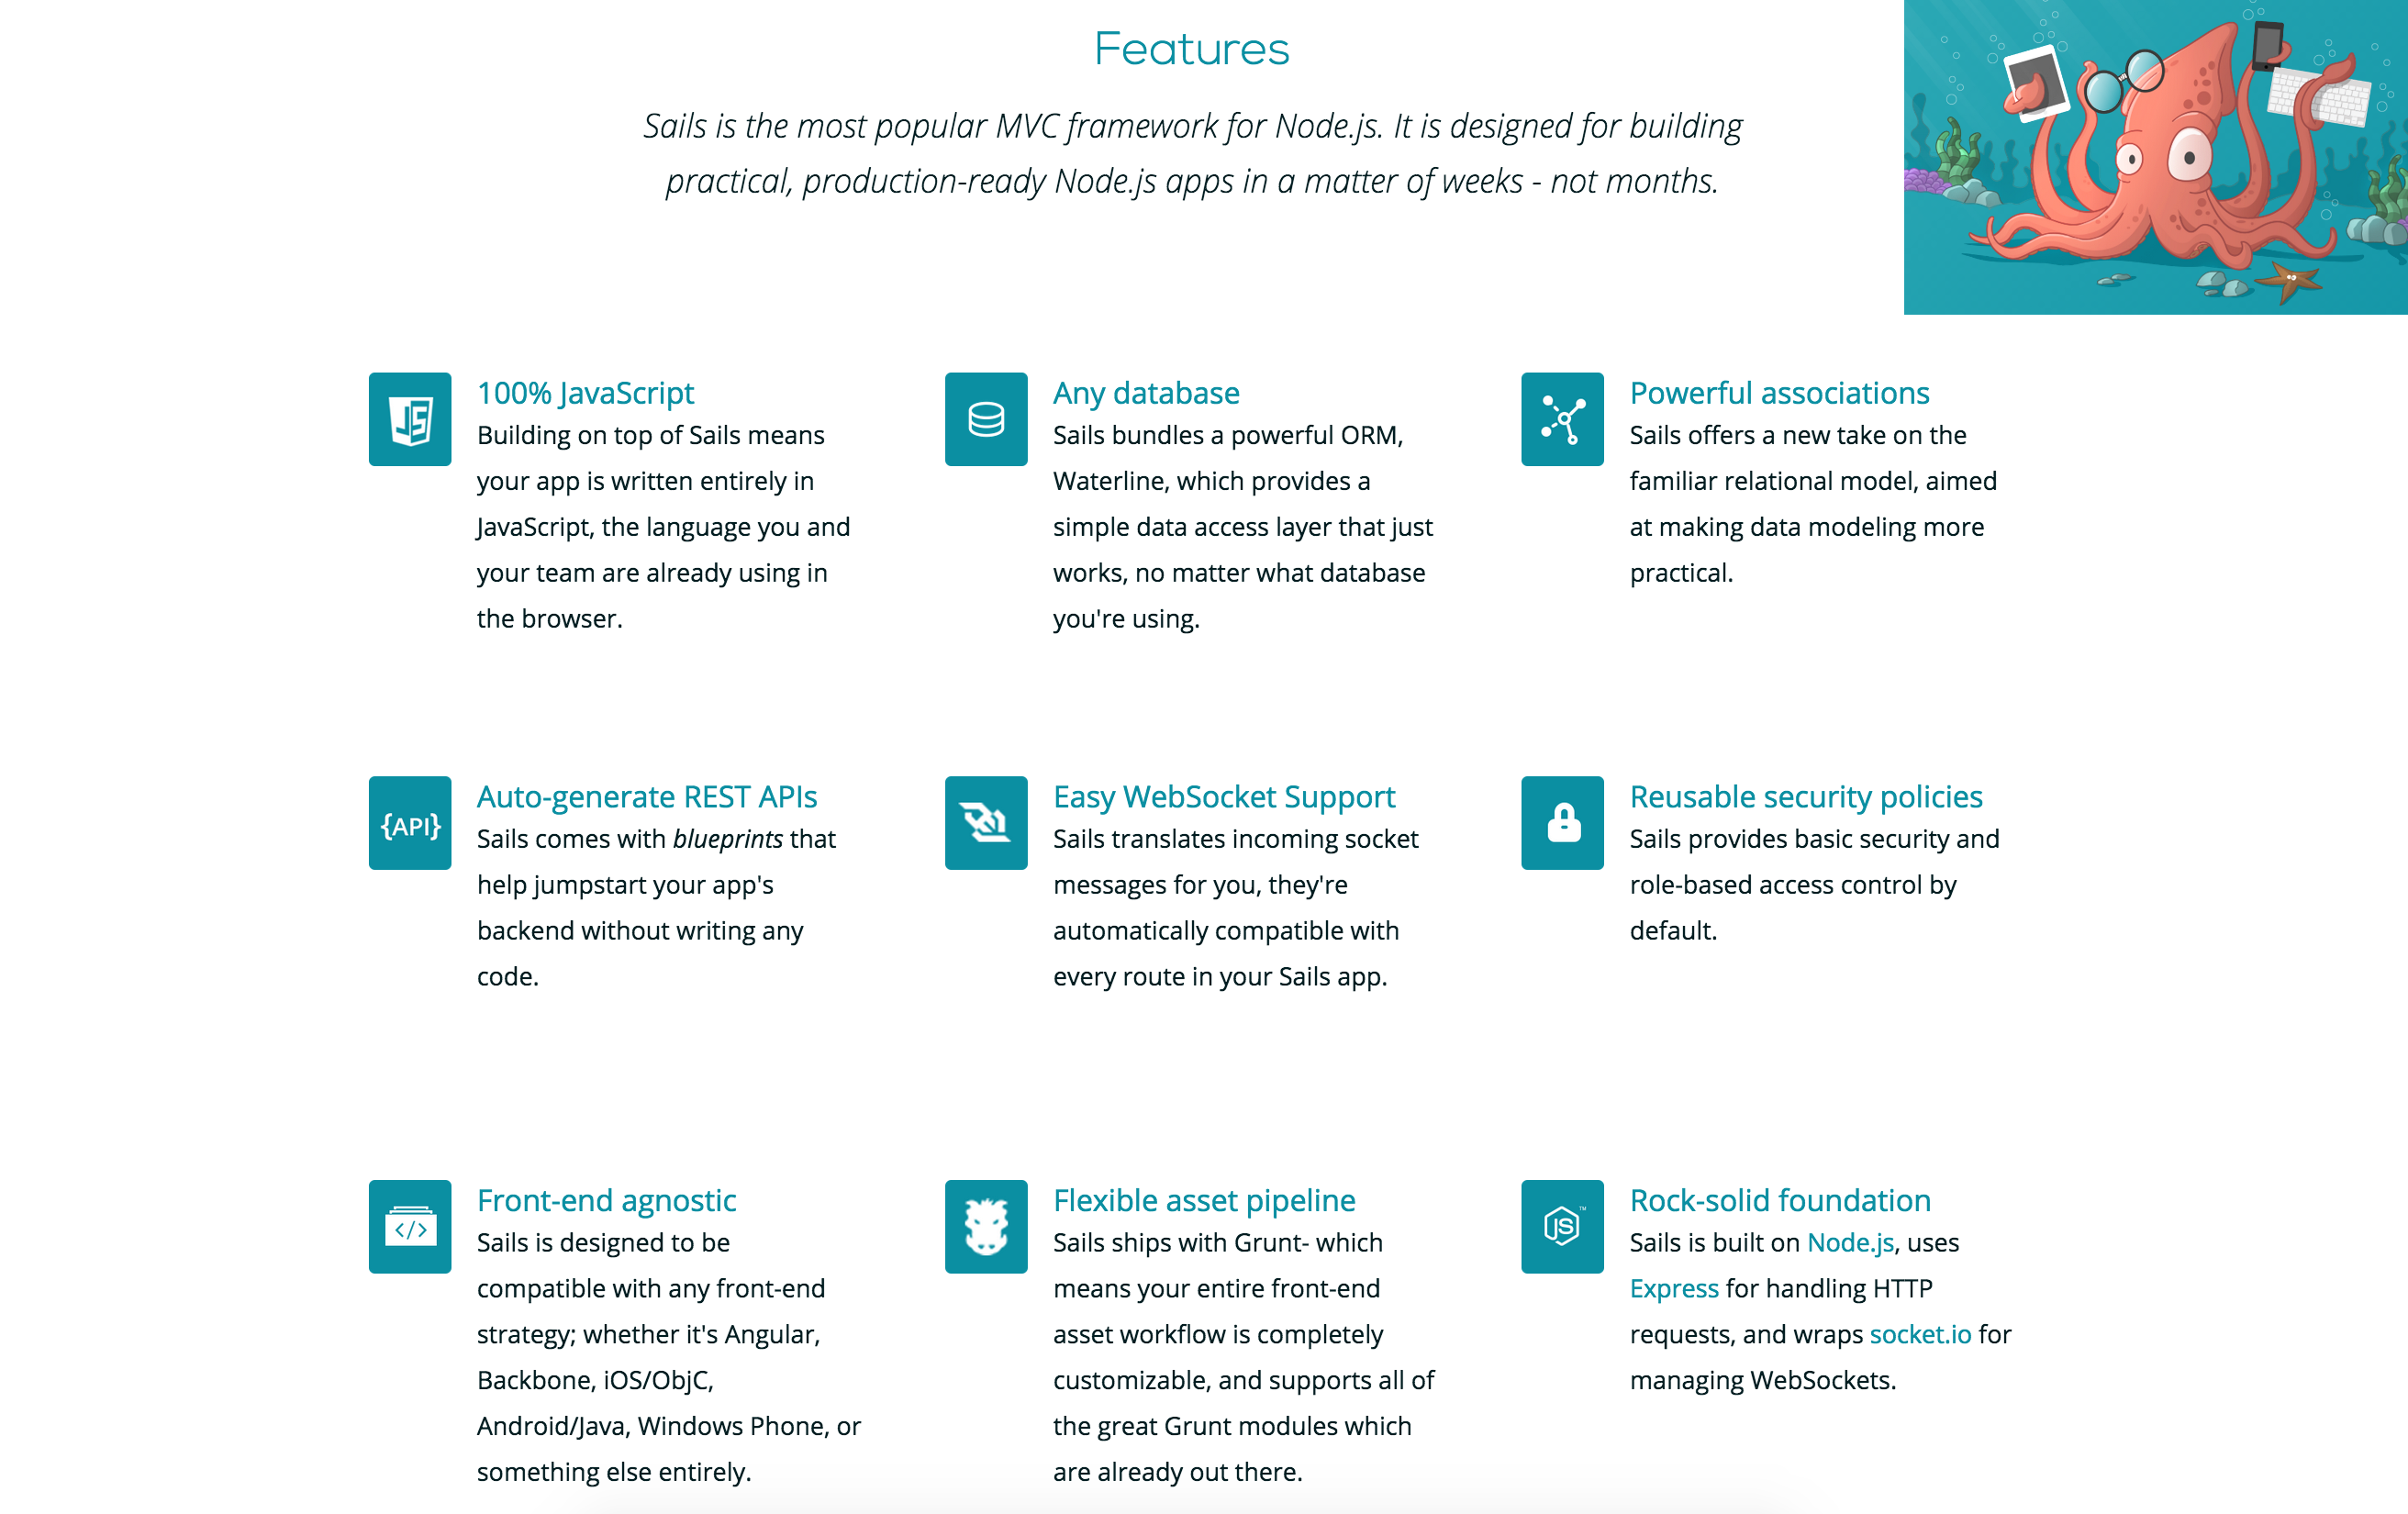 Features
Sails is the most popular MVC framework for Node.js. It is designed for building
practical, production-ready Node.js apps in a matter of weeks - not months.
JS
100% JavaScript
Building on top of Sails means
your app is written entirely in
JavaScript, the language you and
your team are already using in
the browser.
Any database
Sails bundles a powerful ORM,
Waterline, which provides a
simple data access layer that just
works, no matter what database
you're using.
Powerful associations
Sails offers a new take on the
familiar relational model, aimed
at making data modeling more
practical.
{API}
Auto-generate REST APIs
Sails comes with blueprints that
help jumpstart your app's
backend without writing any
code.
Easy WebSocket Support
Sails translates incoming socket
messages for you, they're
automatically compatible with
every route in your Sails app.
Reusable security policies
Sails provides basic security and
role-based access control by
default.
</>
Front-end agnostic
Sails is designed to be
compatible with any front-end
strategy; whether it's Angular,
Backbone, iOS/ObjC,
Android/Java, Windows Phone, or
something else entirely.
Flexible asset pipeline
Sails ships with Grunt- which
means your entire front-end
asset workflow is completely
customizable, and supports all of
the great Grunt modules which
are already out there.
JS™
Rock-solid foundation
Sails is built on Node.js, uses
Express for handling HTTP
requests, and wraps socket.io for
managing WebSockets.